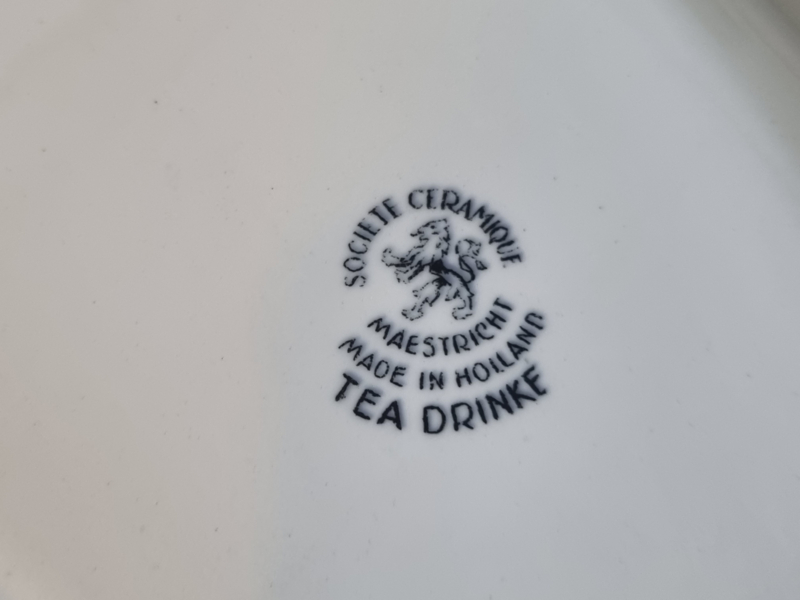 SOCIETE CERAMIQUE
MAESTRICHT
MADE IN HOLLAND
TEA DRINKE